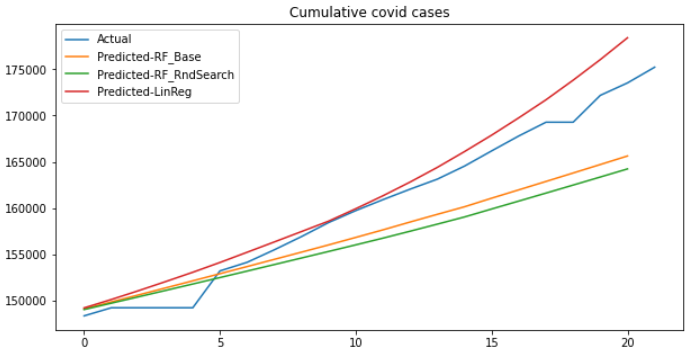 Cumulative covid cases
Actual
Predicted-RF_Base
Predicted-RF_RndSearch
Predicted-LinReg
175000
170000
165000
160000
155000
150000
0 5 10 15 20